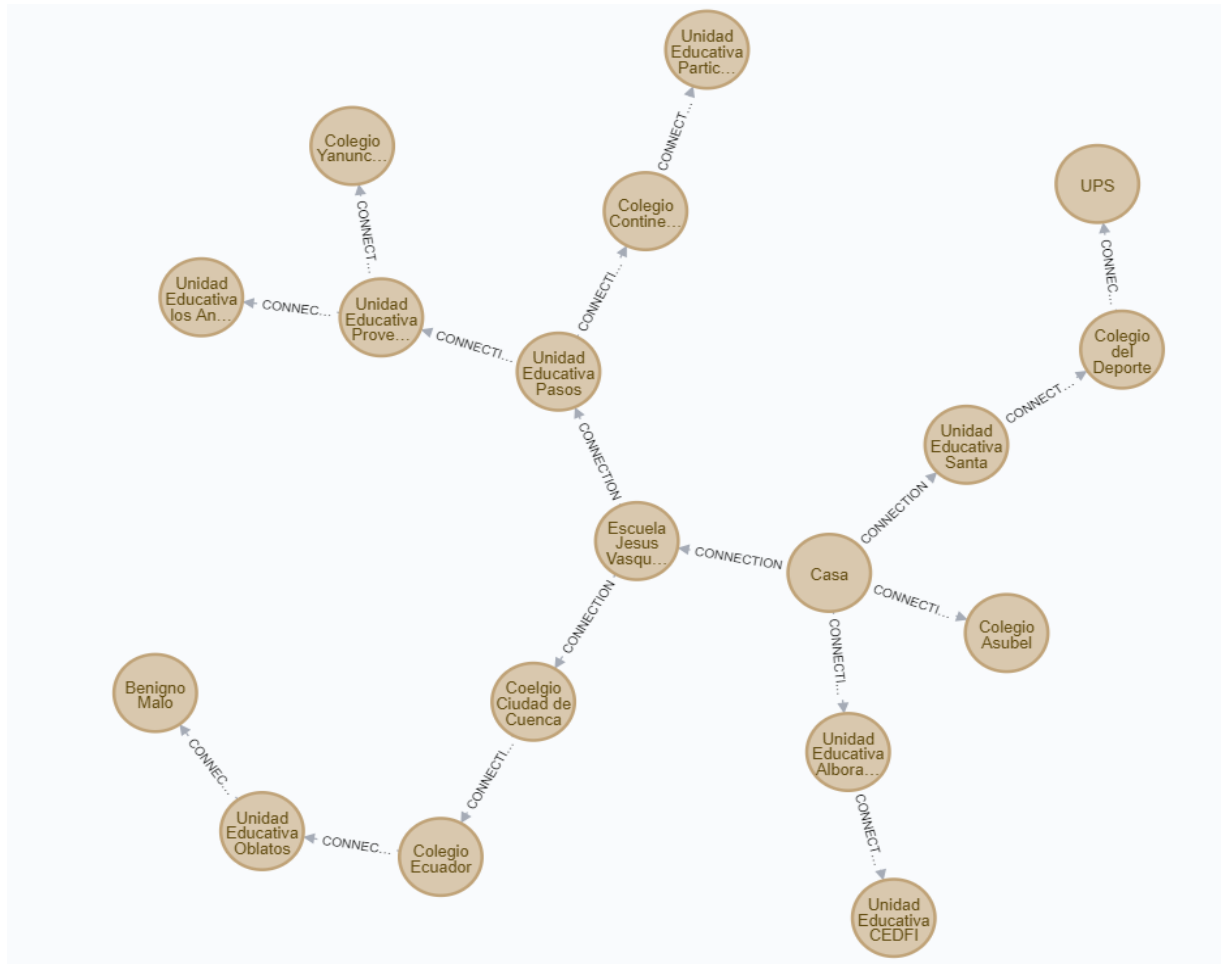 Unidad
Educativa
Partic...
CONNECT...
Colegio
Yanunc...
CONNECT...
Colegio
Contine...
UPS
CONNEC...
Unidad
Educativa
los An...
CONNEC...
Unidad
Educativa
Prove...
CONNECTI...
CONNECTI...
Unidad
Educativa
Pasos
Colegio
del
Deporte
CONNECT...
Unidad
Educativa
Santa
CONNECTION
CONNECTION
Escuela
Jesus
Vasqu...
CONNECTION
Casa
CONNECTI...
Colegio
Asubel
CONNECTION
CONNECTI...
Benigno
Malo
CONNEC...
Coelgio
Ciudad de
Cuenca
CONNECTI...
Unidad
Educativa
Albora...
CONNECT...
Unidad
Educativa
Oblatos
CONNEC...
Colegio
Ecuador
Unidad
Educativa
CEDFI